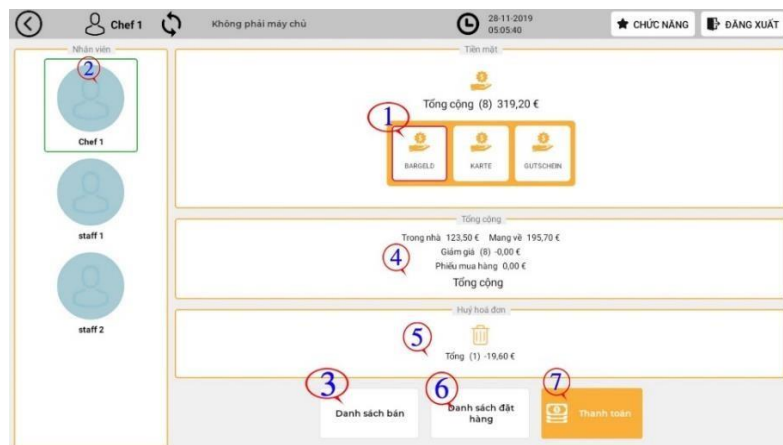 Chef 1
Không phải máy chủ
28-11-2019
05:05:40
CHỨC NĂNG
ĐĂNG XUẤT
Nhân viên
2
Chef 1
staff 1
staff 2
Tiền mặt
Tổng cộng (8) 319,20 €
1
BARGELD
KARTE
GUTSCHEIN
Tổng cộng
Trong nhà 123,50 € Mang về 195,70 €
4
Giảm giá (8) -0,00 €
Phiếu mua hàng 0,00 €
Tổng cộng
Huỷ hoá đơn
5
Tổng (1) -19,60 €
3
Danh sách bán
6
Danh sách đặt
hàng
7
Thanh toán